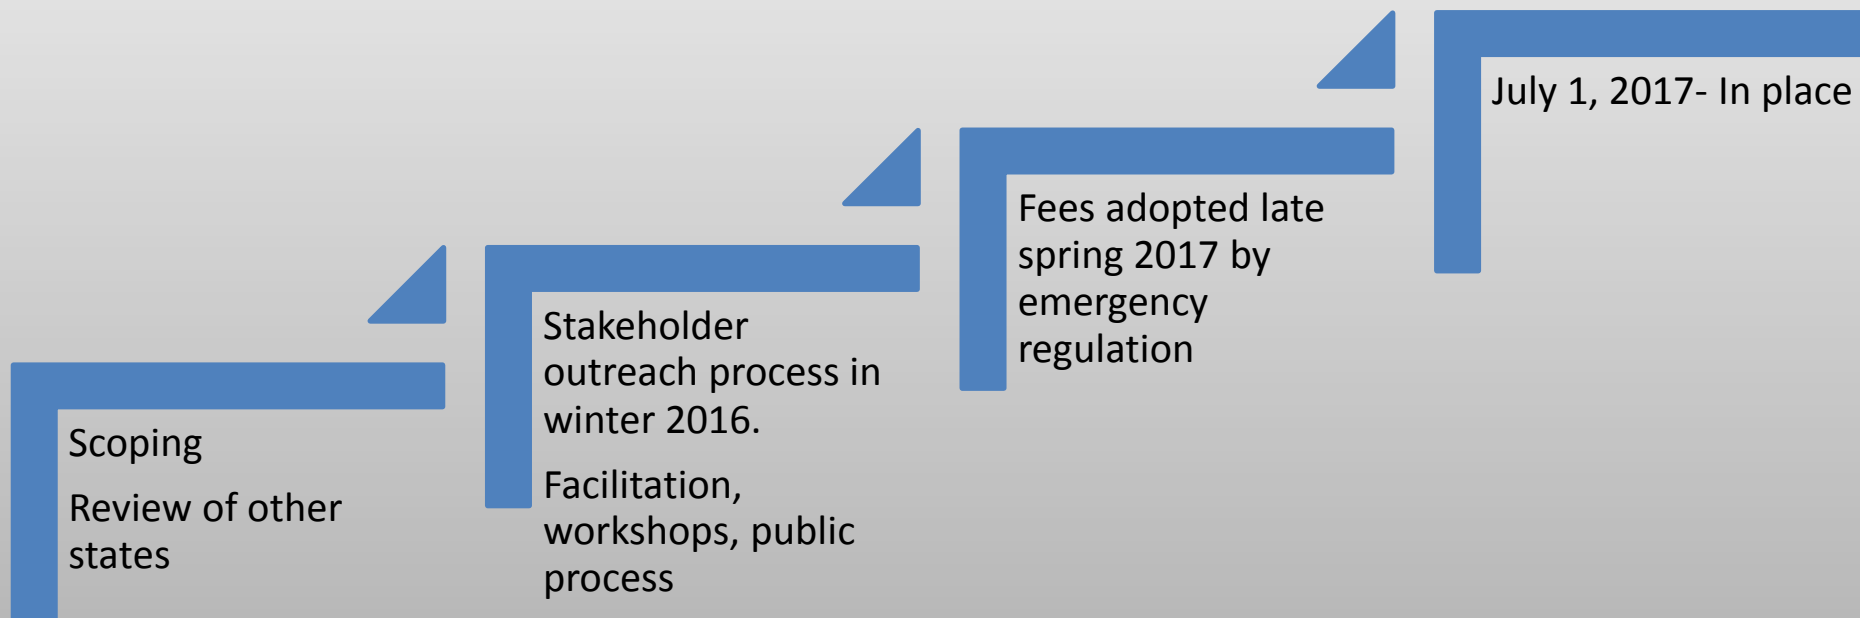 Scoping
Review of other
states
Stakeholder
outreach process in
winter 2016.
Facilitation,
workshops, public
process
Fees adopted late
spring 2017 by
emergency
regulation
July 1, 2017- In place